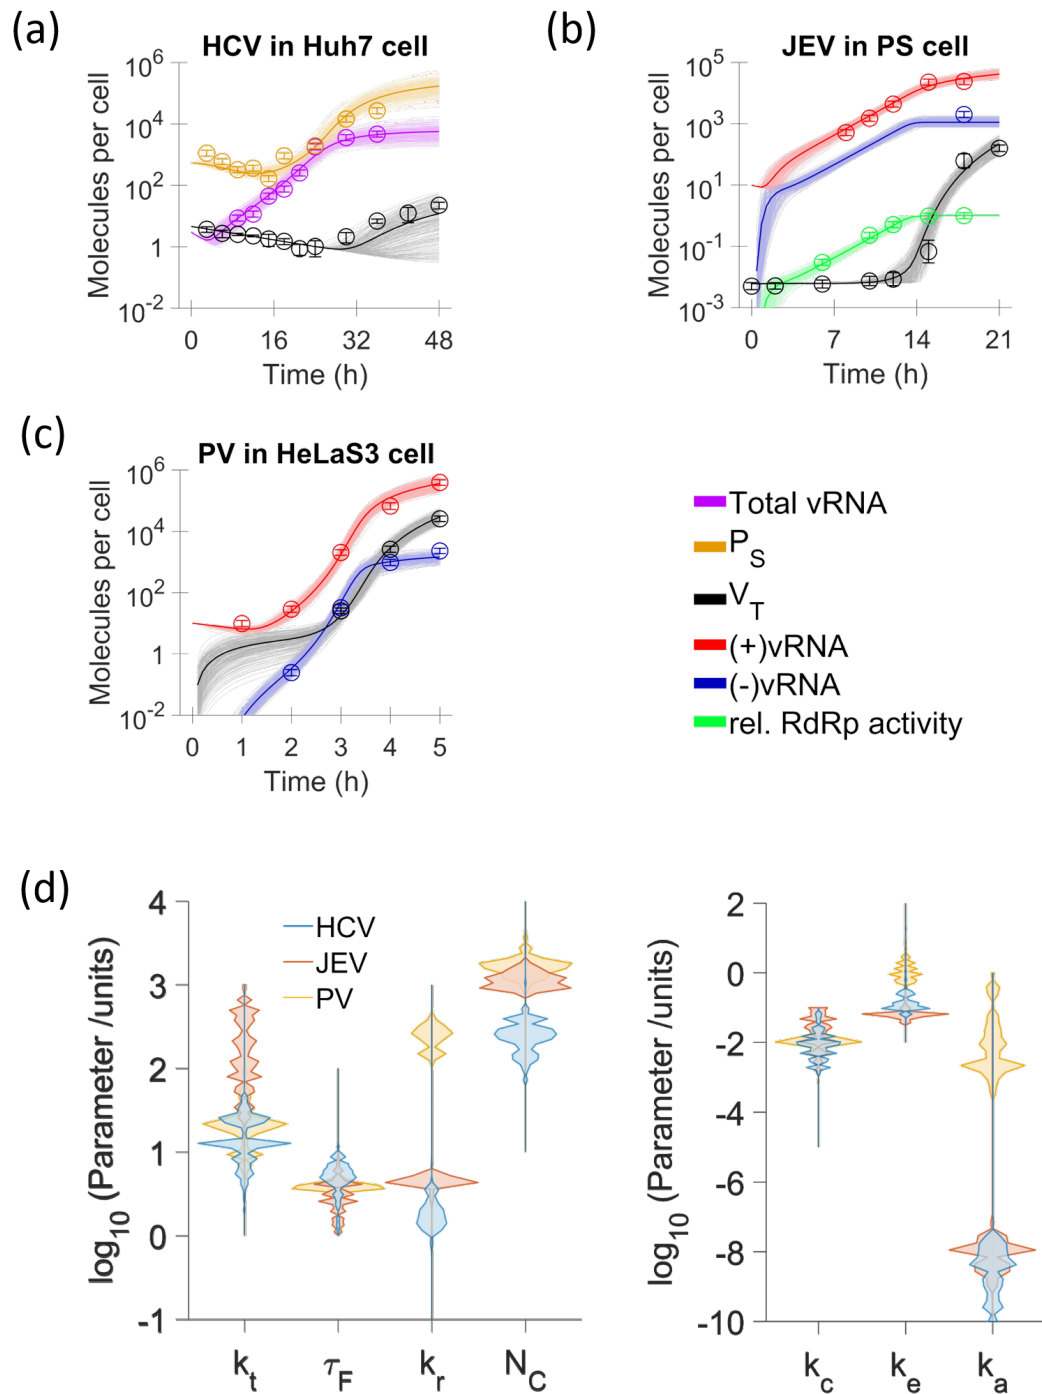 (a)
HCV in Huh7 cell
Molecules per cell
10^6
10^4
10^2
1
10^-2
0 16 32 48
Time (h)
(b)
JEV in PS cell
Molecules per cell
10^5
10^3
10^1
10^-1
10^-3
0 7 14 21
Time (h)
(c)
PV in HeLaS3 cell
Molecules per cell
10^6
10^4
10^2
1
10^-2
0 1 2 3 4 5
Time (h)
Total vRNA
P_S
V_T
(+)vRNA
(-)vRNA
rel. RdRp activity
(d)
log_10 (Parameter /units)
4
3
2
1
0
-1
HCV
JEV
PV
k_t τ_F k_r N_C
log_10 (Parameter /units)
2
0
-2
-4
-6
-8
-10
k_c k_e k_a